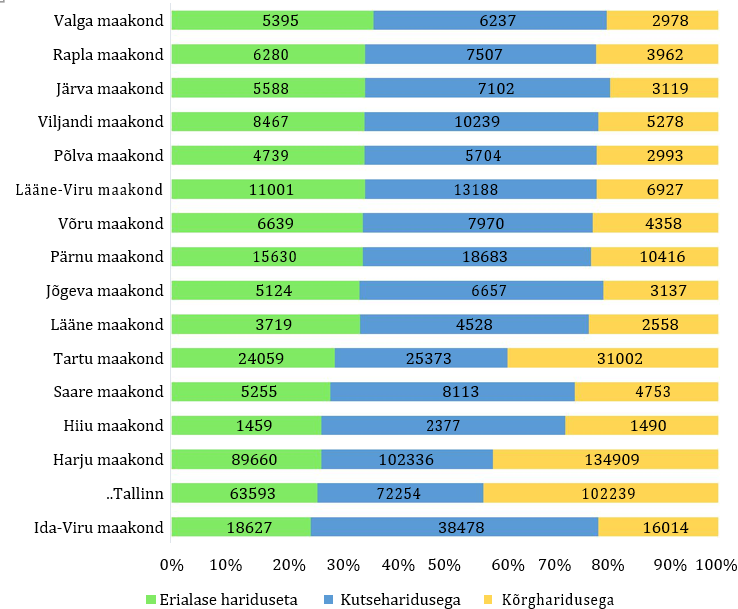 Valga maakond 5395 6237 2978
Rapla maakond 6280 7507 3962
Järva maakond 5588 7102 3119
Viljandi maakond 8467 10239 5278
Põlva maakond 4739 5704 2993
Lääne-Viru maakond 11001 13188 6927
Võru maakond 6639 7970 4358
Pärnu maakond 15630 18683 10416
Jõgeva maakond 5124 6657 3137
Lääne maakond 3719 4528 2558
Tartu maakond 24059 25373 31002
Saare maakond 5255 8113 4753
Hiiu maakond 1459 2377 1490
Harju maakond 89660 102336 134909
..Tallinn 63593 72254 102239
Ida-Viru maakond 18627 38478 16014
0% 10% 20% 30% 40% 50% 60% 70% 80% 90% 100%
Erialase hariduseta Kutseharidusega Kõrgharidusega